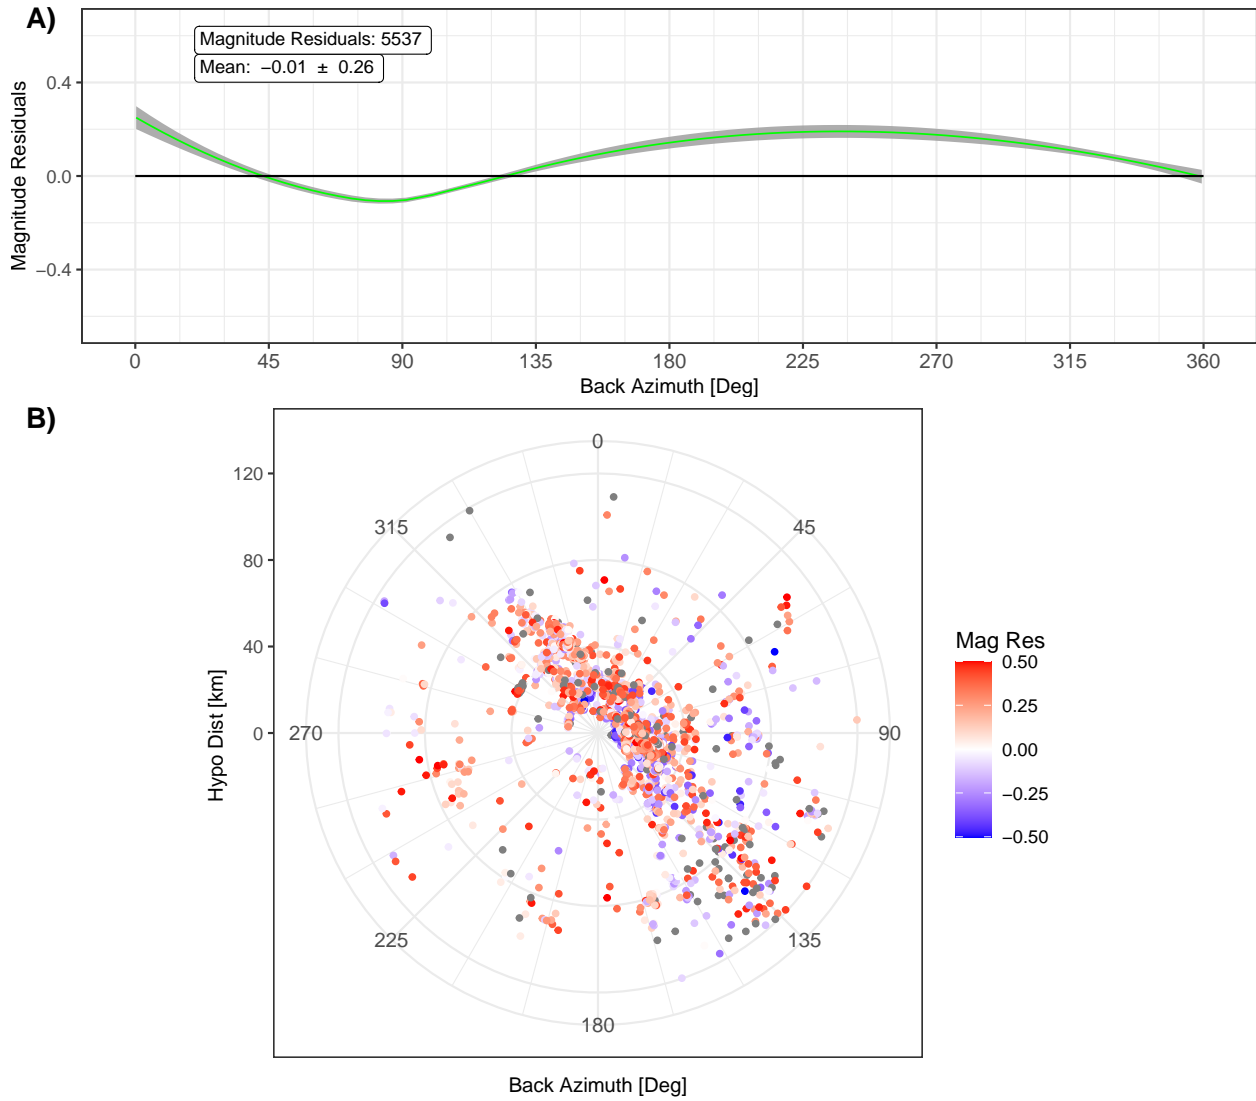 A)
Magnitude Residuals: 5537
Mean:  −0.01  ±  0.26
Magnitude Residuals
0.4
0.0
−0.4
0 45 90 135 180 225 270 315 360
Back Azimuth [Deg]
B)
Hypo Dist [km]
120
80
40
0
0
45
90
135
180
225
270
315
Back Azimuth [Deg]
Mag Res
0.50
0.25
0.00
−0.25
−0.50